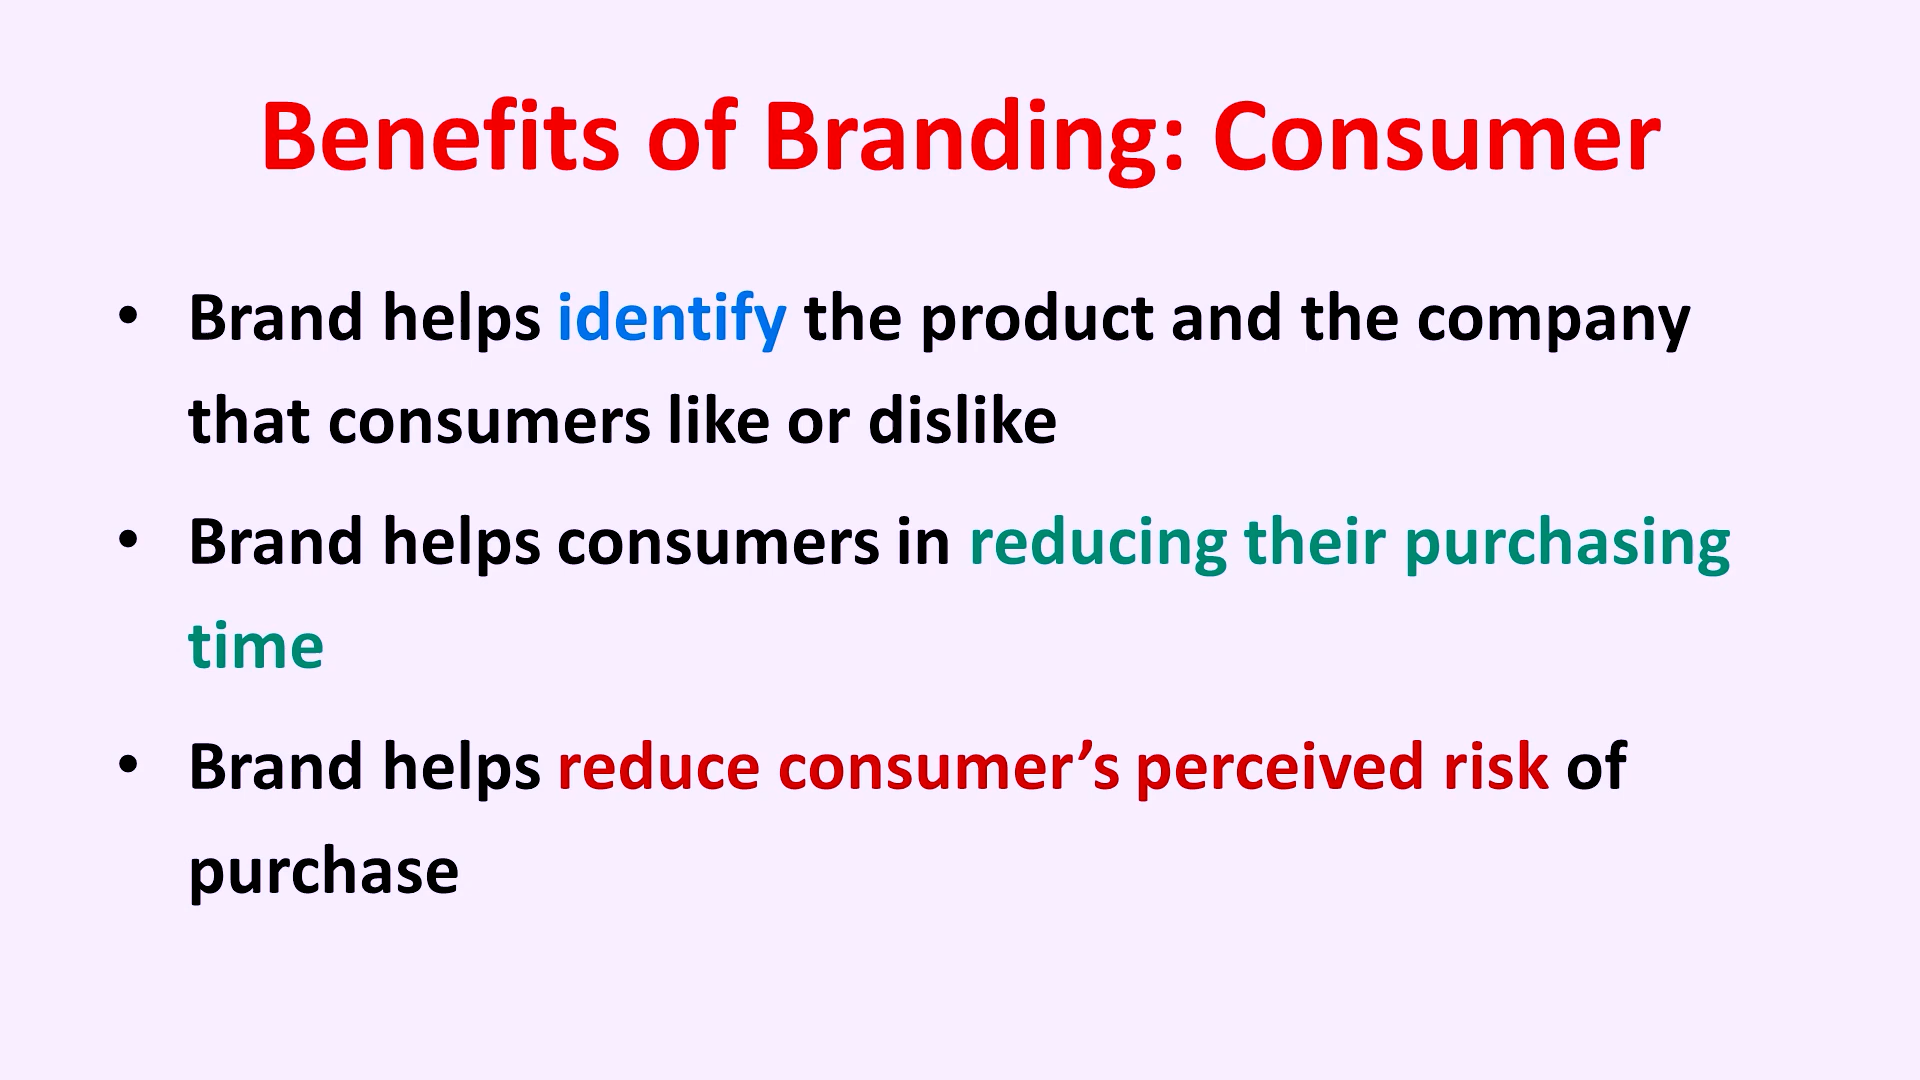 Benefits of Branding: Consumer
• Brand helps identify the product and the company
that consumers like or dislike
• Brand helps consumers in reducing their purchasing
time
• Brand helps reduce consumer’s perceived risk of
purchase